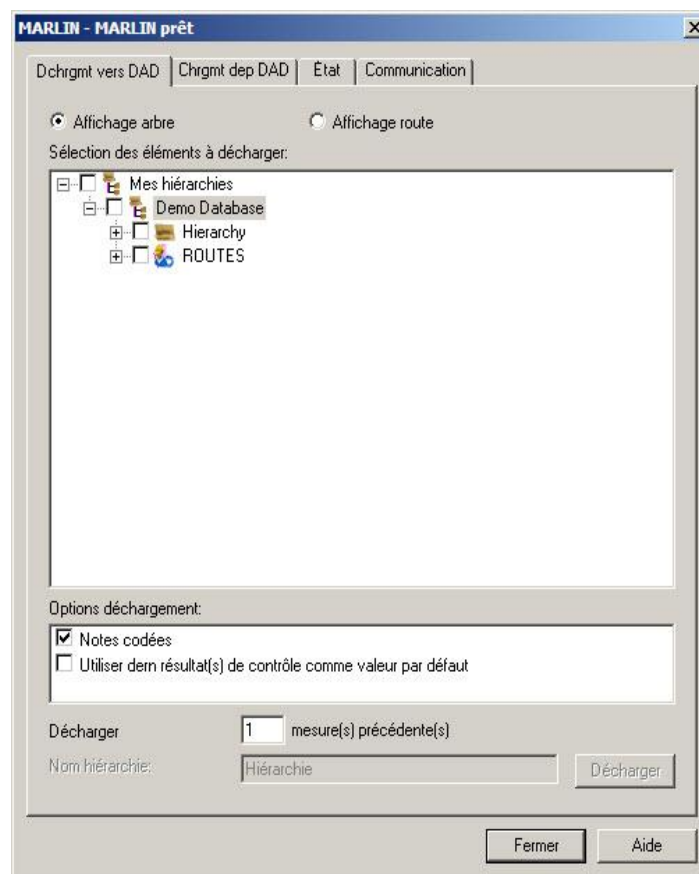 MARLIN - MARLIN prêt
Dchrgmt vers DAD Chrgmt dep DAD État Communication
Affichage arbre Affichage route
Sélection des éléments à décharger:
Mes hiérarchies
Demo Database
Hierarchy
ROUTES
Options déchargement:
Notes codées
Utiliser dern résultat(s) de contrôle comme valeur par défaut
Décharger 1 mesure(s) précédente(s)
Nom hiérarchie: Hiérarchie Décharger
Fermer Aide